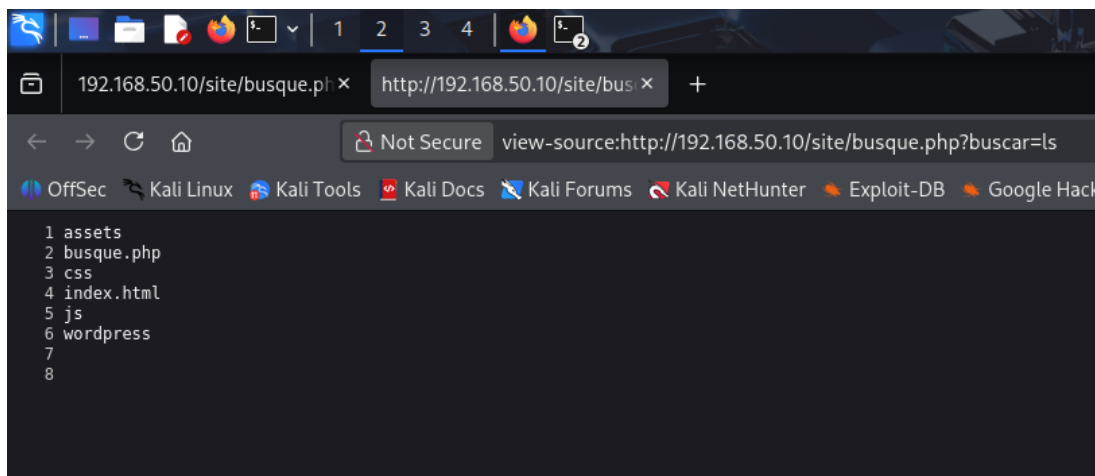 1 2 3 4 2
192.168.50.10/site/busque.ph http://192.168.50.10/site/bus
Not Secure view-source:http://192.168.50.10/site/busque.php?buscar=ls
OffSec Kali Linux Kali Tools Kali Docs Kali Forums Kali NetHunter Exploit-DB Google Hack
1 assets
2 busque.php
3 css
4 index.html
5 js
6 wordpress
7
8